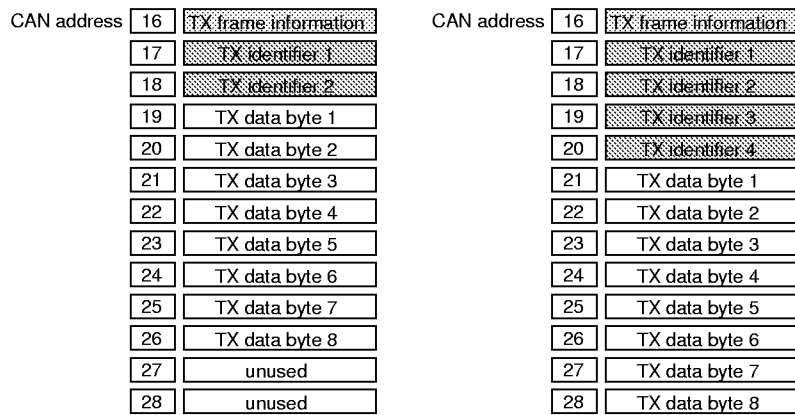 CAN address 16 TX frame information
17 TX identifier 1
18 TX identifier 2
19 TX data byte 1
20 TX data byte 2
21 TX data byte 3
22 TX data byte 4
23 TX data byte 5
24 TX data byte 6
25 TX data byte 7
26 TX data byte 8
27 unused
28 unused
CAN address 16 TX frame information
17 TX identifier 1
18 TX identifier 2
19 TX identifier 3
20 TX identifier 4
21 TX data byte 1
22 TX data byte 2
23 TX data byte 3
24 TX data byte 4
25 TX data byte 5
26 TX data byte 6
27 TX data byte 7
28 TX data byte 8